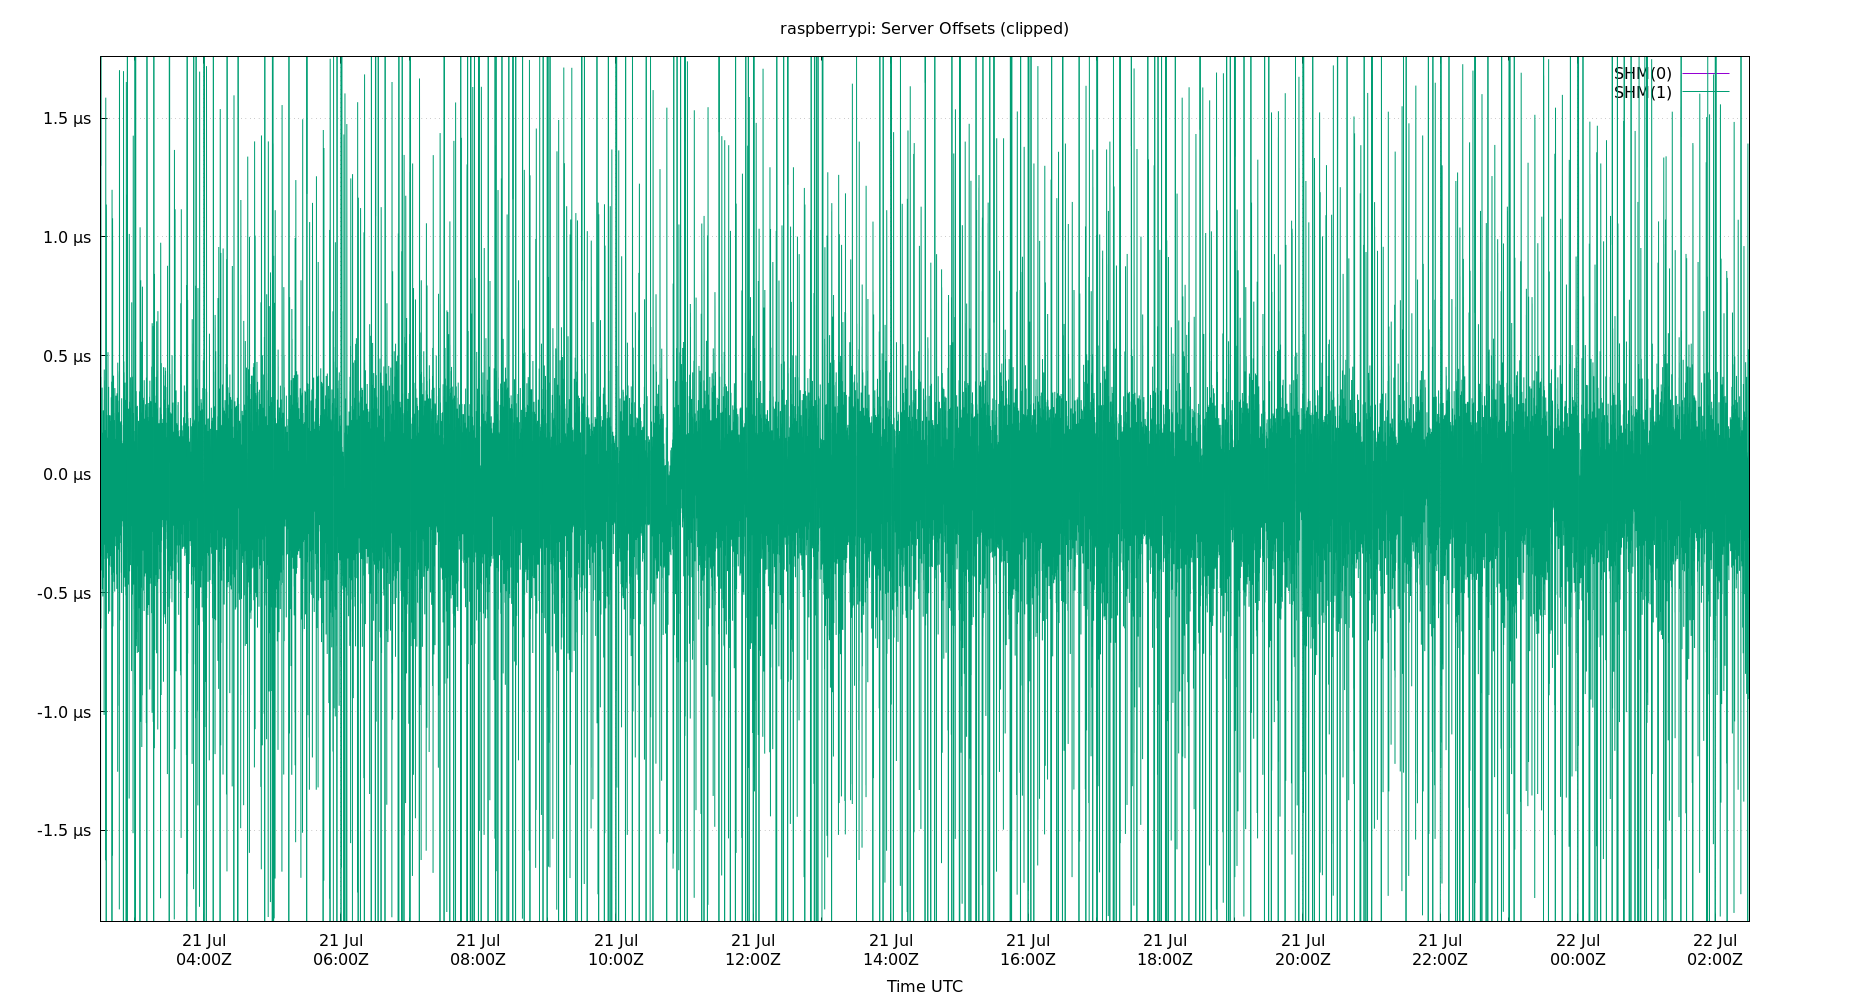 raspberrypi: Server Offsets (clipped)
SHM(0)
SHM(1)
1.5 µs
1.0 µs
0.5 µs
0.0 µs
-0.5 µs
-1.0 µs
-1.5 µs
21 Jul 21 Jul 21 Jul 21 Jul 21 Jul 21 Jul 21 Jul 21 Jul 21 Jul 21 Jul 22 Jul 22 Jul
04:00Z 06:00Z 08:00Z 10:00Z 12:00Z 14:00Z 16:00Z 18:00Z 20:00Z 22:00Z 00:00Z 02:00Z
Time UTC